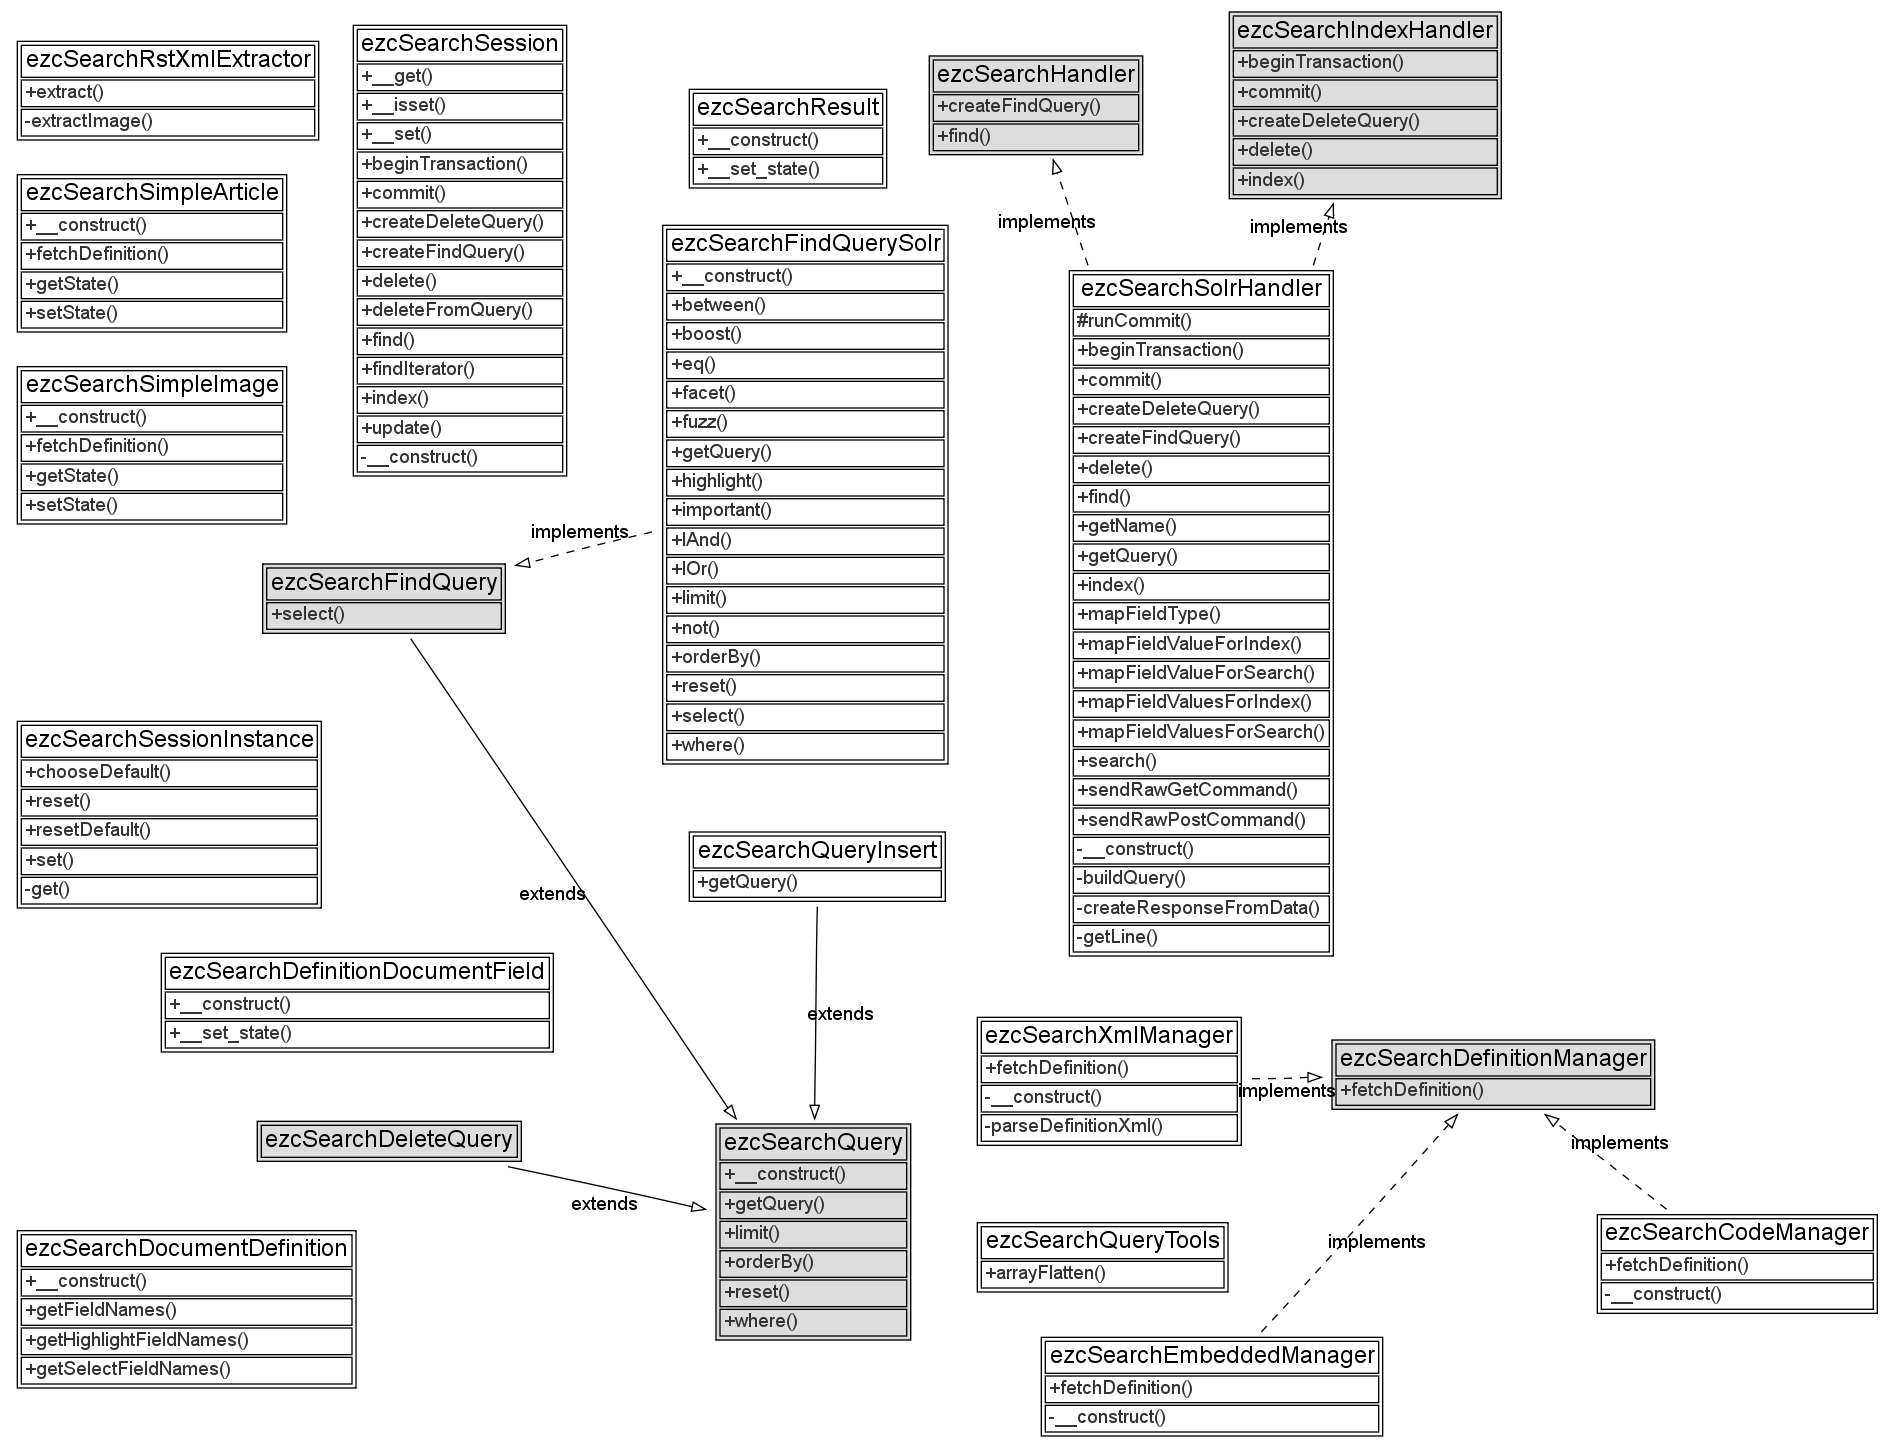 ezcSearchRstXmlExtractor
+extract()
-extractImage()
ezcSearchSimpleArticle
+__construct()
+fetchDefinition()
+getState()
+setState()
ezcSearchSimpleImage
+__construct()
+fetchDefinition()
+getState()
+setState()
ezcSearchSession
+__get()
+__isset()
+__set()
+beginTransaction()
+commit()
+createDeleteQuery()
+createFindQuery()
+delete()
+deleteFromQuery()
+find()
+findIterator()
+index()
+update()
-__construct()
ezcSearchResult
+__construct()
+__set_state()
ezcSearchHandler
+createFindQuery()
+find()
ezcSearchIndexHandler
+beginTransaction()
+commit()
+createDeleteQuery()
+delete()
+index()
implements
implements
ezcSearchFindQuerySolr
+__construct()
+between()
+boost()
+eq()
+facet()
+fuzz()
+getQuery()
+highlight()
+important()
+lAnd()
+lOr()
+limit()
+not()
+orderBy()
+reset()
+select()
+where()
ezcSearchSolrHandler
#runCommit()
+beginTransaction()
+commit()
+createDeleteQuery()
+createFindQuery()
+delete()
+find()
+getName()
+getQuery()
+index()
+mapFieldType()
+mapFieldValueForIndex()
+mapFieldValueForSearch()
+mapFieldValuesForIndex()
+mapFieldValuesForSearch()
+search()
+sendRawGetCommand()
+sendRawPostCommand()
-__construct()
-buildQuery()
-createResponseFromData()
-getLine()
implements
ezcSearchFindQuery
+select()
ezcSearchSessionInstance
+chooseDefault()
+reset()
+resetDefault()
+set()
-get()
extends
ezcSearchQueryInsert
+getQuery()
ezcSearchDefinitionDocumentField
+__construct()
+__set_state()
extends
ezcSearchXmlManager
+fetchDefinition()
-__construct()
-parseDefinitionXml()
implements
ezcSearchDefinitionManager
+fetchDefinition()
ezcSearchDeleteQuery
extends
ezcSearchQuery
+__construct()
+getQuery()
+limit()
+orderBy()
+reset()
+where()
implements
implements
ezcSearchDocumentDefinition
+__construct()
+getFieldNames()
+getHighlightFieldNames()
+getSelectFieldNames()
ezcSearchQueryTools
+arrayFlatten()
ezcSearchCodeManager
+fetchDefinition()
-__construct()
ezcSearchEmbeddedManager
+fetchDefinition()
-__construct()